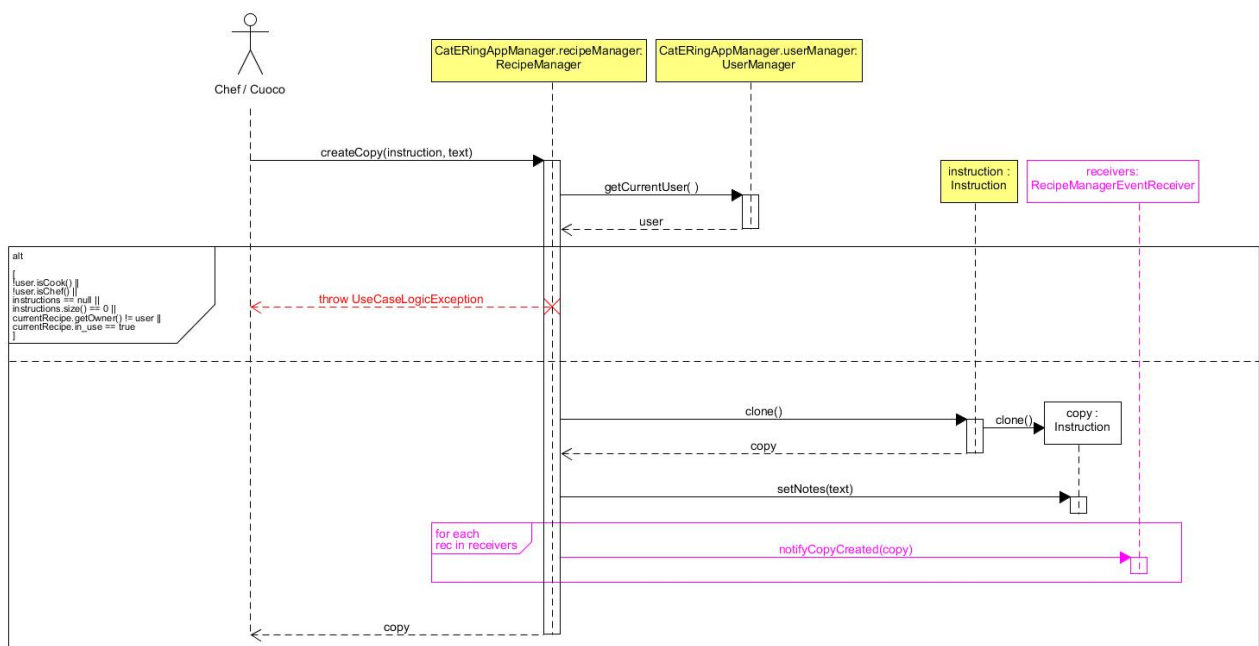 CatERingAppManager.recipeManager:
RecipeManager
CatERingAppManager.userManager:
UserManager
Chef / Cuoco
createCopy(instruction, text)
instruction :
Instruction
receivers:
RecipeManagerEventReceiver
getCurrentUser( )
user
alt
[
!user.isCook() ||
!user.isChef() ||
instructions == null ||
instructions.size() == 0 ||
currentRecipe.getOwner() != user ||
currentRecipe.in_use == true
]
throw UseCaseLogicException
clone()
clone()
copy :
Instruction
copy
setNotes(text)
for each
rec in receivers
notifyCopyCreated(copy)
copy